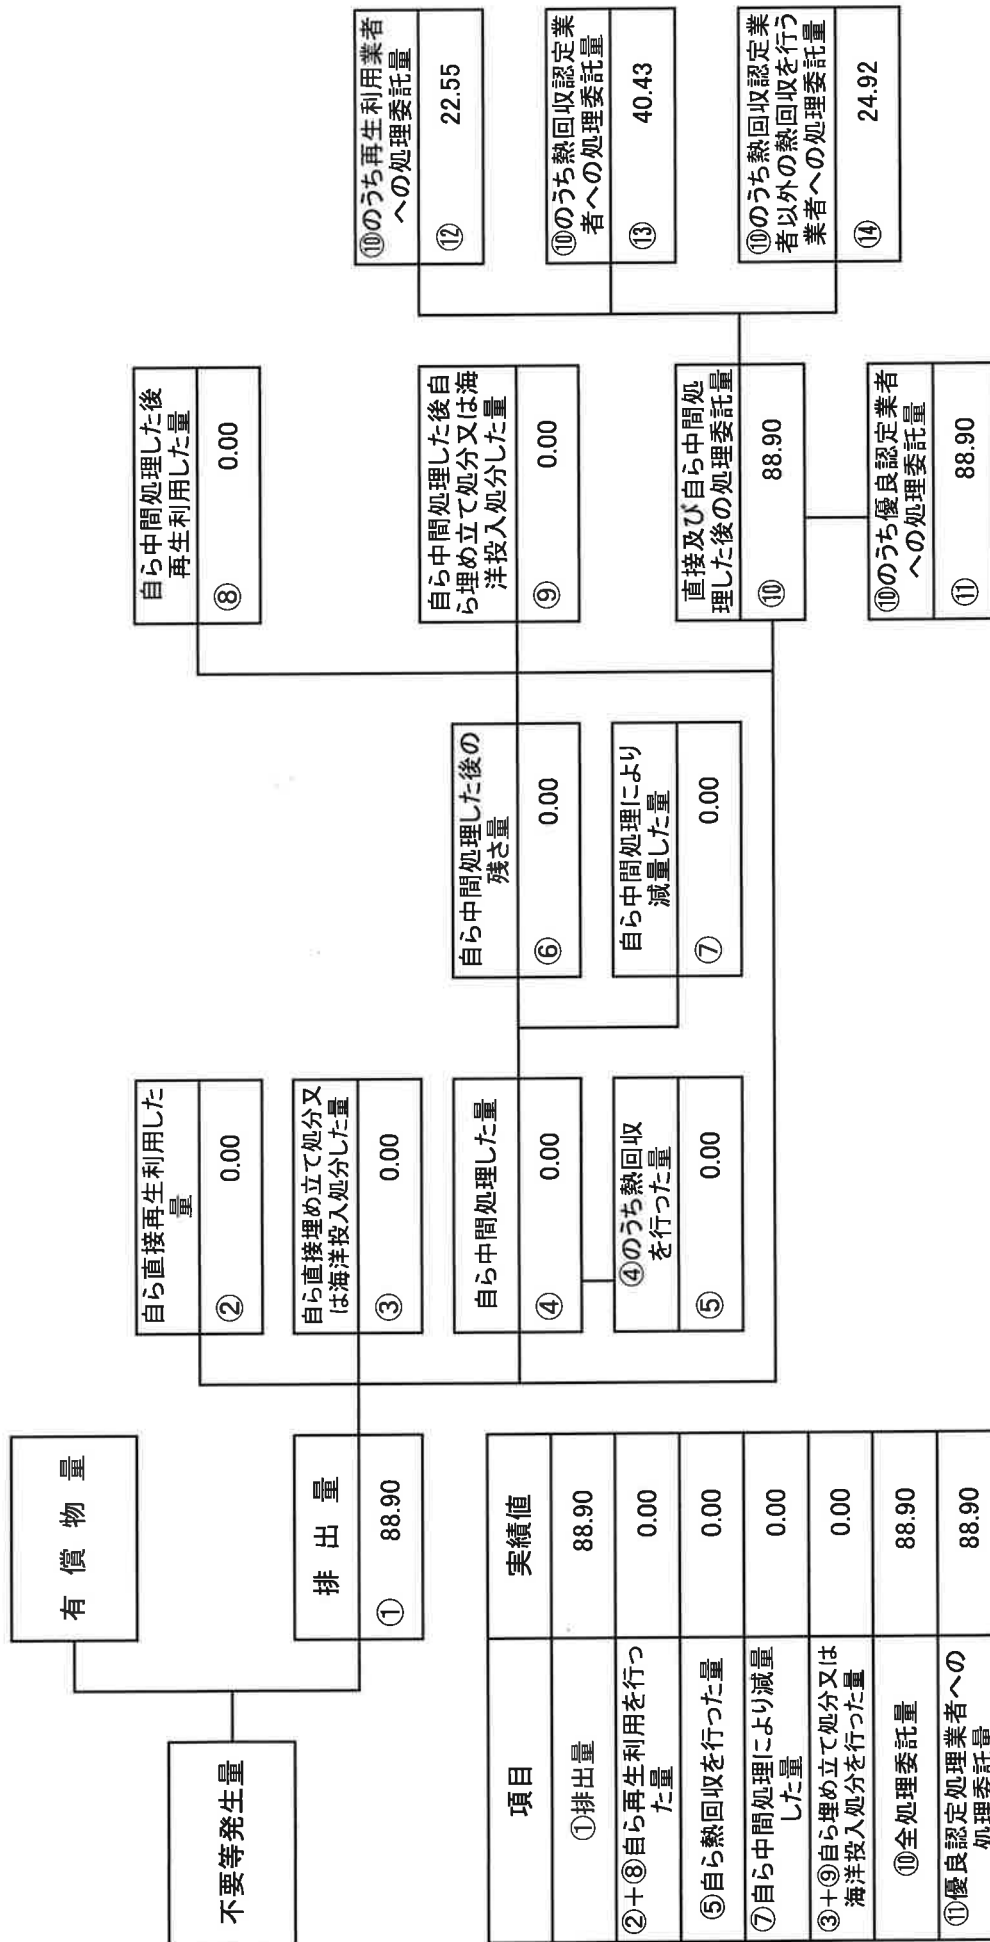 不要等発生量
有償物量
排出量
① 88.90
自ら直接再生利用した
量
② 0.00
自ら直接埋め立て処分又
は海洋投入処分した量
③ 0.00
自ら中間処理した量
④ 0.00
④のうち熱回収
を行った量
⑤ 0.00
自ら中間処理した後の
残さ量
⑥ 0.00
自ら中間処理により
減量した量
⑦ 0.00
自ら中間処理した後
再生利用した量
⑧ 0.00
自ら中間処理した後自
ら埋め立て処分又は海
洋投入処分した量
⑨ 0.00
直接及び自ら中間処
理した後の処理委託量
⑩ 88.90
⑩のうち優良認定業者
への処理委託量
⑪ 88.90
⑩のうち再生利用業者
への処理委託量
⑫ 22.55
⑩のうち熱回収認定業
者への処理委託量
⑬ 40.43
⑩のうち熱回収認定業
者以外の熱回収を行う
業者への処理委託量
⑭ 24.92
項目 実績値
①排出量 88.90
②+⑧自ら再生利用を行っ
た量 0.00
⑤自ら熱回収を行った量 0.00
⑦自ら中間処理により減量
した量 0.00
③+⑨自ら埋め立て処分又は
海洋投入処分を行った量 0.00
⑩全処理委託量 88.90
⑪優良認定処理業者への
処理委託量 88.90